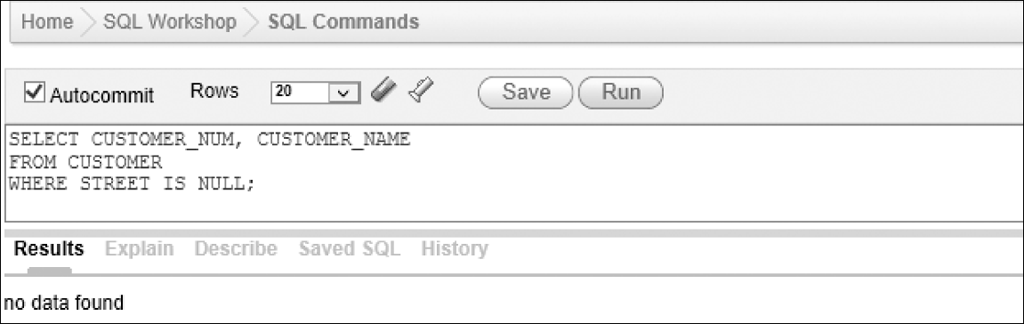 Home SQL Workshop SQL Commands
Autocommit Rows 20 Save Run
SELECT CUSTOMER_NUM, CUSTOMER_NAME
FROM CUSTOMER
WHERE STREET IS NULL;
Results Explain Describe Saved SQL History
no data found